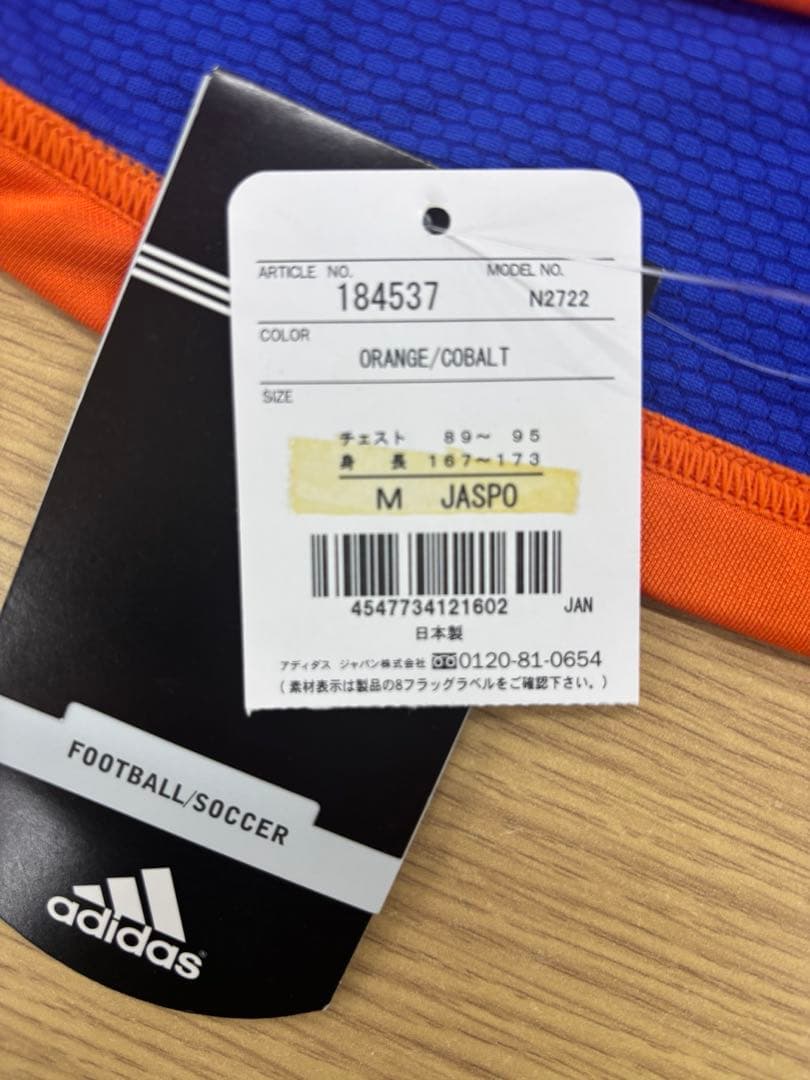 ARTICLE NO. MODEL NO.
184537 N2722
COLOR
ORANGE/COBALT
SIZE
チェスト 89～ 95
身 長 167～173
M JASPO
4547734121602 JAN
日本製
アディダス ジャパン株式会社 0120-81-0654
(素材表示は製品の8フラッグラベルをご確認下さい。)
FOOTBALL/SOCCER
adidas®